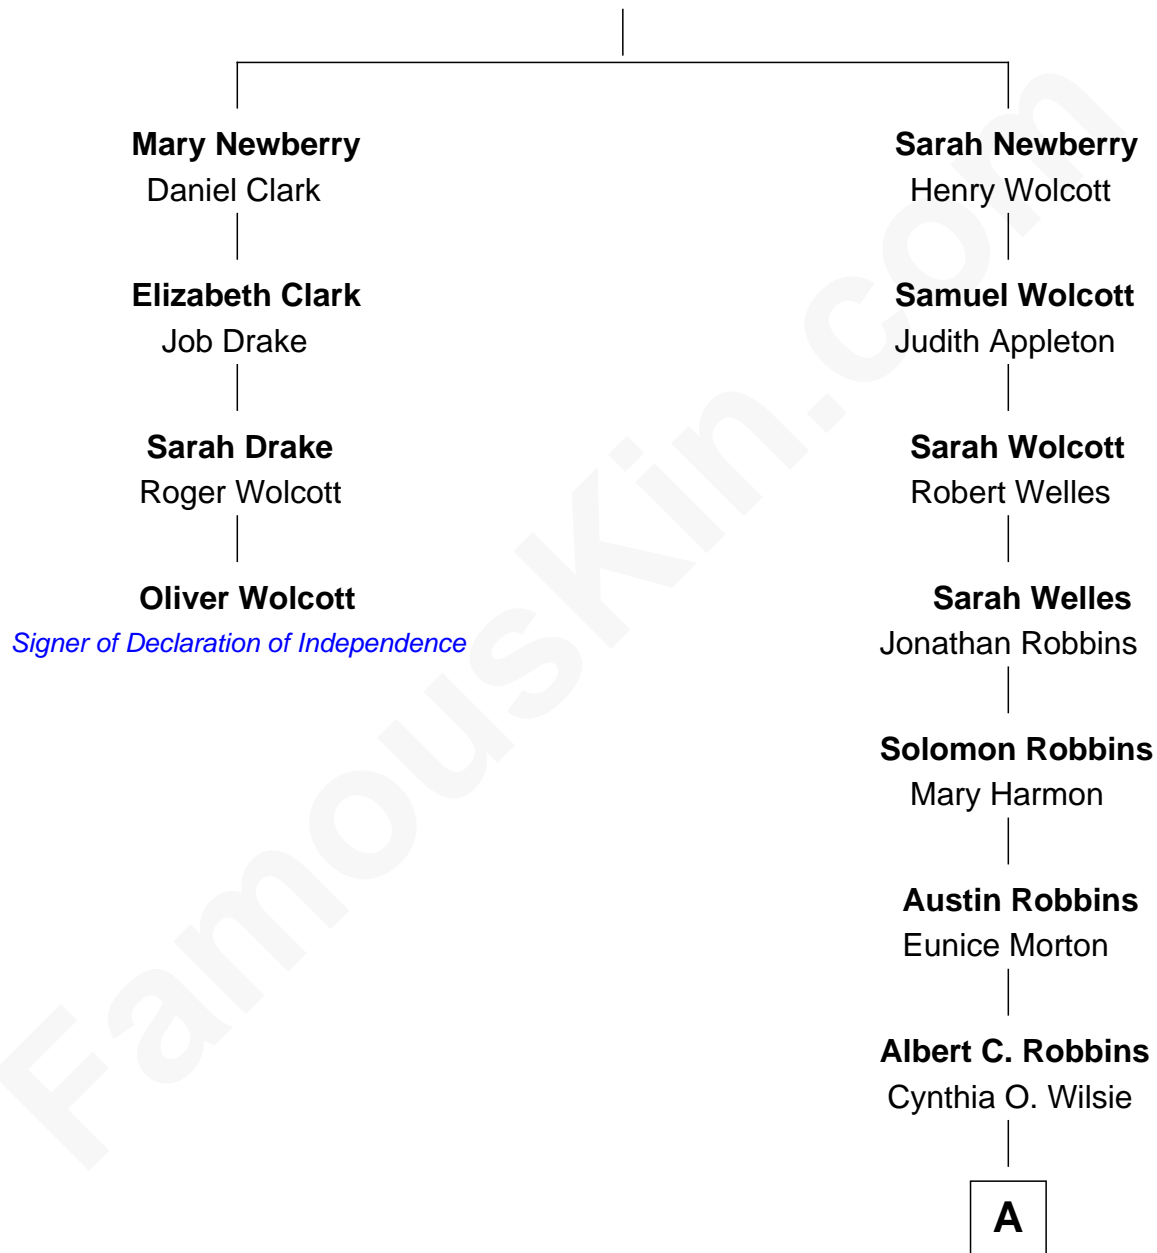 Mary Newberry
Daniel Clark
Elizabeth Clark
Job Drake
Sarah Drake
Roger Wolcott
Oliver Wolcott
Signer of Declaration of Independence
Sarah Newberry
Henry Wolcott
Samuel Wolcott
Judith Appleton
Sarah Wolcott
Robert Welles
Sarah Welles
Jonathan Robbins
Solomon Robbins
Mary Harmon
Austin Robbins
Eunice Morton
Albert C. Robbins
Cynthia O. Wilsie
A
FamousKin.com